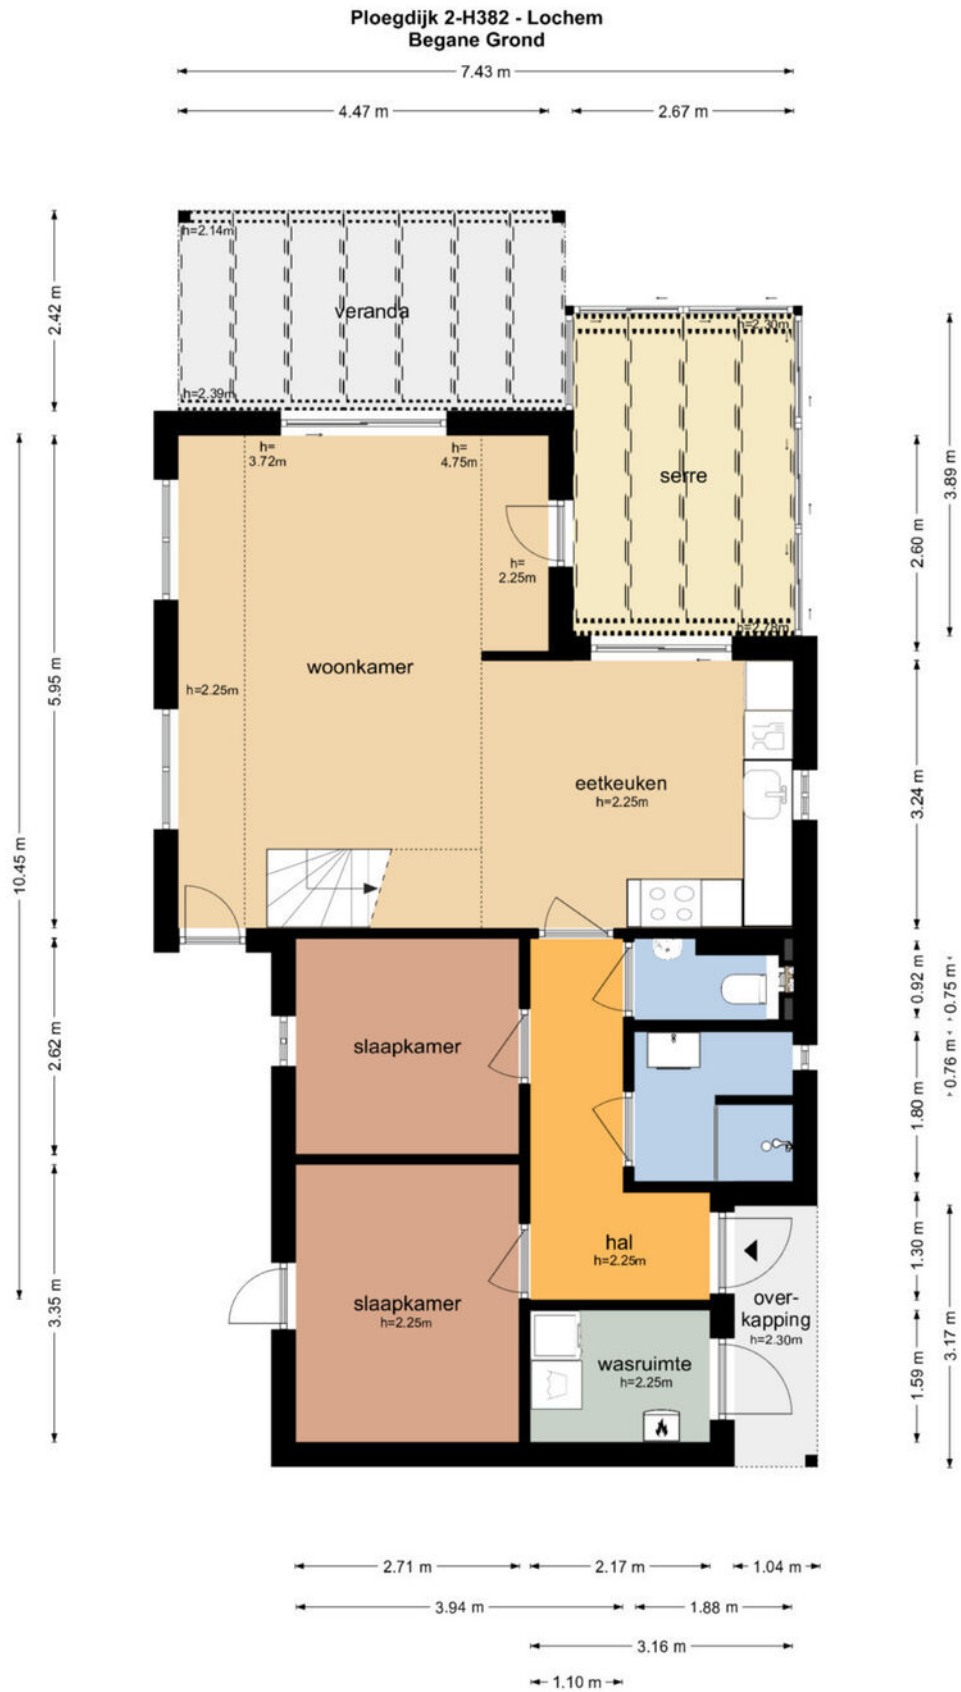 Ploegdijk 2-H382 - Lochem
Begane Grond
7.43 m
4.47 m
2.67 m
h=2.14m
veranda
h=2.39m
2.42 m
h=2.30m
serre
h=2.78m
3.89 m
2.60 m
h=
3.72m
h=
4.75m
h=
2.25m
woonkamer
h=2.25m
5.95 m
10.45 m
eetkeuken
h=2.25m
3.24 m
0.92 m
0.75 m
0.76 m
slaapkamer
2.62 m
1.80 m
hal
h=2.25m
1.30 m
slaapkamer
h=2.25m
3.35 m
over-
kapping
h=2.30m
3.17 m
wasruimte
h=2.25m
1.59 m
2.71 m
2.17 m
1.04 m
3.94 m
1.88 m
3.16 m
1.10 m